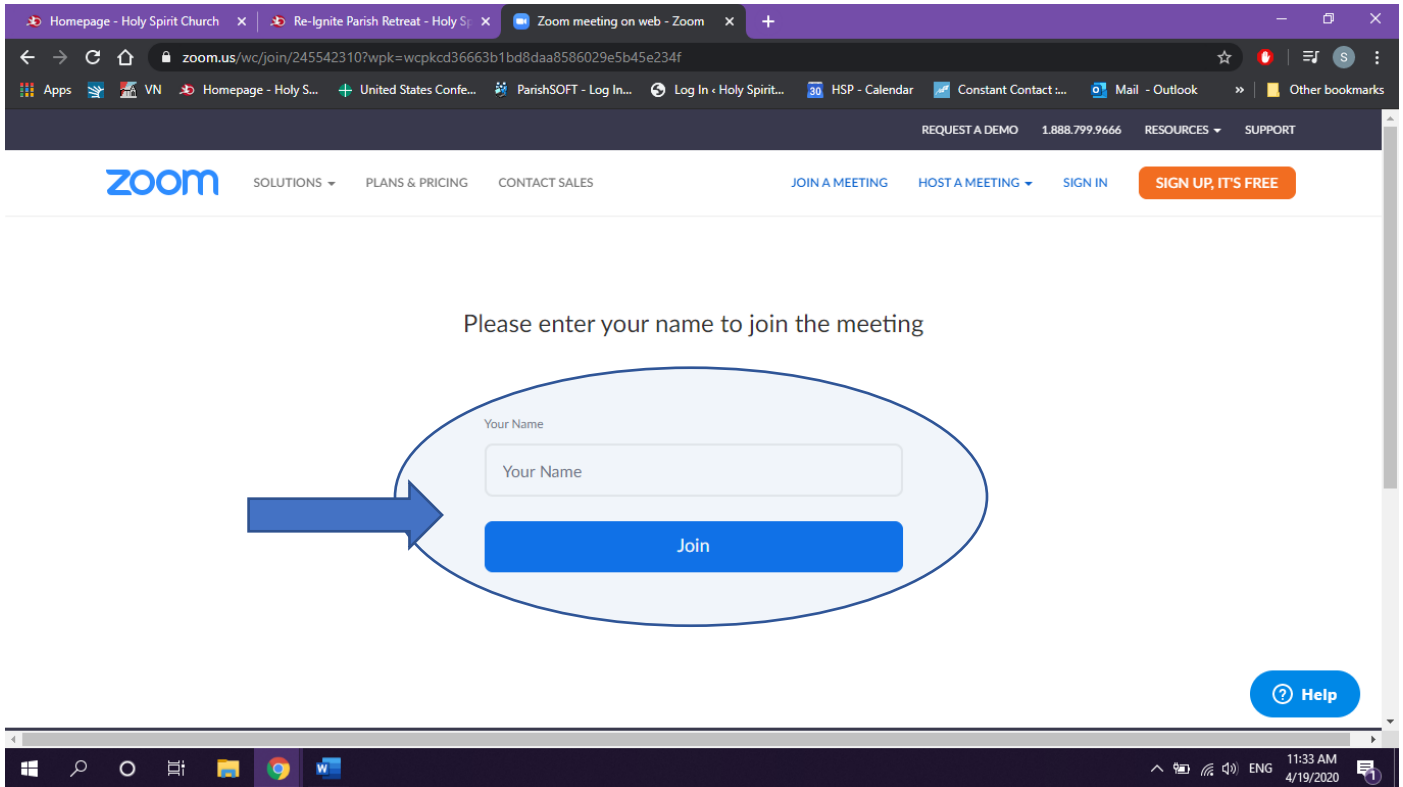 Homepage - Holy Spirit Church
Re-Ignite Parish Retreat - Holy Sp
Zoom meeting on web - Zoom
zoom.us/wc/join/245542310?wpk=wcpkcd36663b1bd8daa8586029e5b45e234f
S
Apps
VN
Homepage - Holy S...
United States Confe...
ParishSOFT - Log In...
Log In ‹ Holy Spirit...
30
HSP - Calendar
Constant Contact :...
Mail - Outlook
»
Other bookmarks
REQUEST A DEMO
1.888.799.9666
RESOURCES
SUPPORT
zoom
SOLUTIONS
PLANS & PRICING
CONTACT SALES
JOIN A MEETING
HOST A MEETING
SIGN IN
SIGN UP, IT'S FREE
Please enter your name to join the meeting
Your Name
Your Name
Join
? Help
W
ENG
11:33 AM
4/19/2020
1